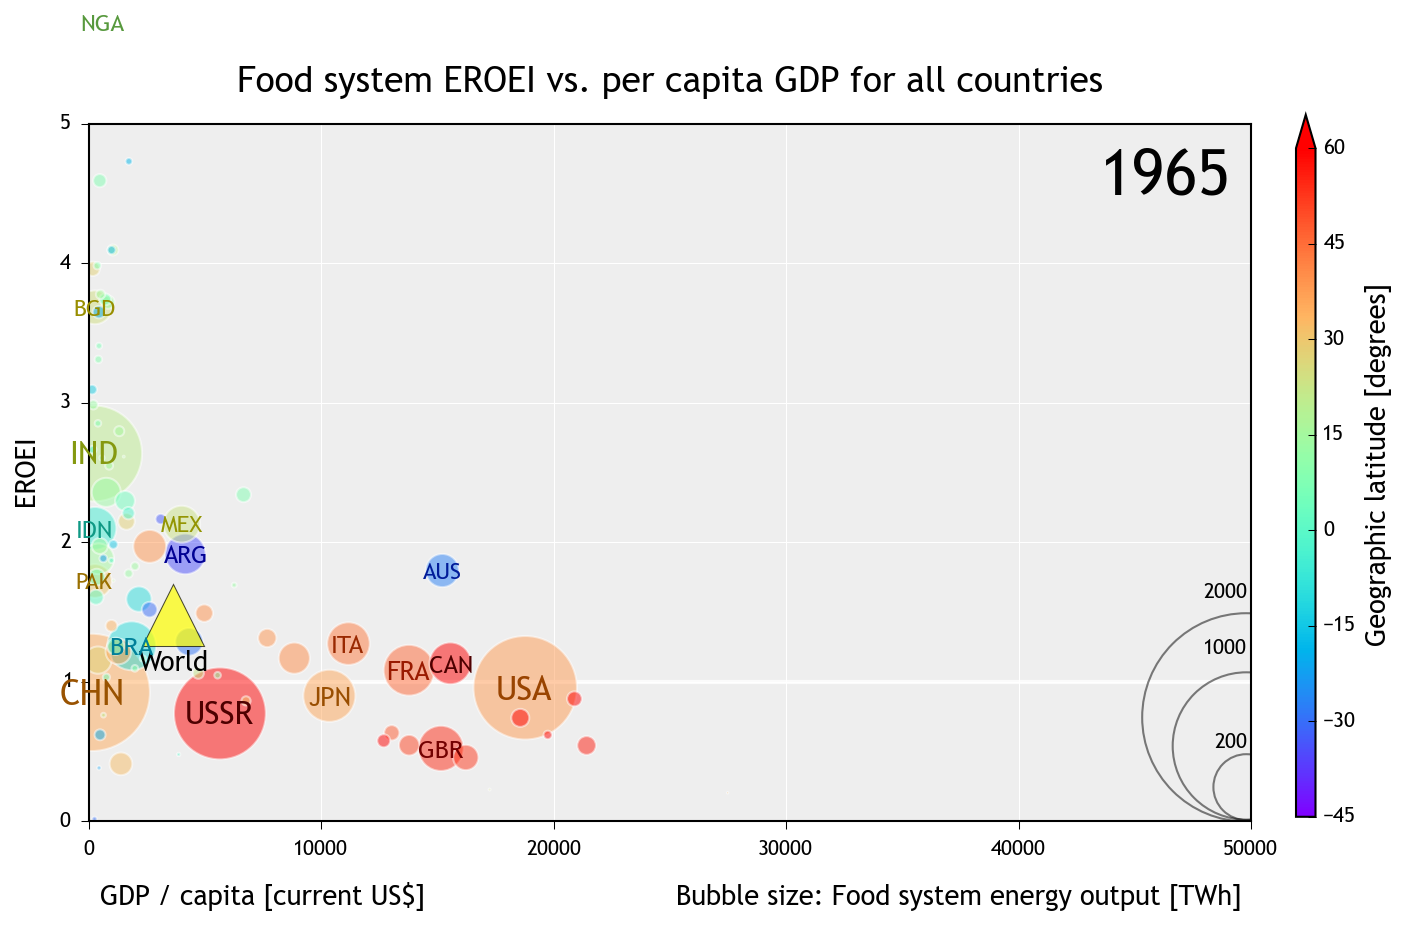 NGA
Food system EROEI vs. per capita GDP for all countries
1965
5
4
3
2
1
0
EROEI
BGD
IND
IDN
MEX
ARG
PAK
AUS
BRA
World
ITA
FRA
CAN
CHN
USSR
JPN
USA
GBR
2000
1000
200
0
10000
20000
30000
40000
50000
GDP / capita [current US$]
Bubble size: Food system energy output [TWh]
60
45
30
15
0
−15
−30
−45
Geographic latitude [degrees]